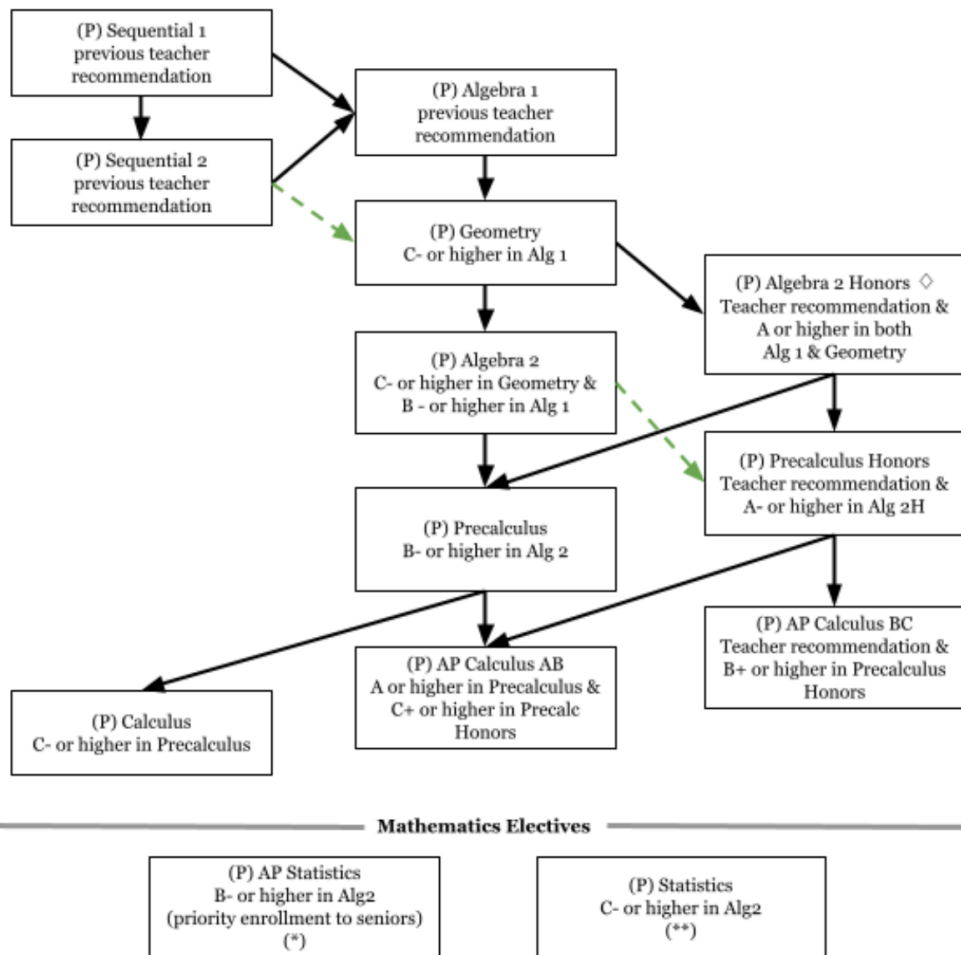 (P) Sequential 1
previous teacher
recommendation
(P) Algebra 1
previous teacher
recommendation
(P) Sequential 2
previous teacher
recommendation
(P) Geometry
C- or higher in Alg 1
(P) Algebra 2 Honors ♢
Teacher recommendation &
A or higher in both
Alg 1 & Geometry
(P) Algebra 2
C- or higher in Geometry &
B - or higher in Alg 1
(P) Precalculus Honors
Teacher recommendation &
A- or higher in Alg 2H
(P) Precalculus
B- or higher in Alg 2
(P) AP Calculus BC
Teacher recommendation &
B+ or higher in Precalculus
Honors
(P) AP Calculus AB
A or higher in Precalculus &
C+ or higher in Precalc
Honors
(P) Calculus
C- or higher in Precalculus
Mathematics Electives
(P) AP Statistics
B- or higher in Alg2
(priority enrollment to seniors)
(*)
(P) Statistics
C- or higher in Alg2
(**)